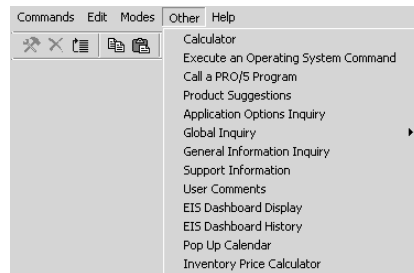 Commands Edit Modes Other Help
Calculator
Execute an Operating System Command
Call a PRO/5 Program
Product Suggestions
Application Options Inquiry
Global Inquiry
General Information Inquiry
Support Information
User Comments
EIS Dashboard Display
EIS Dashboard History
Pop Up Calendar
Inventory Price Calculator